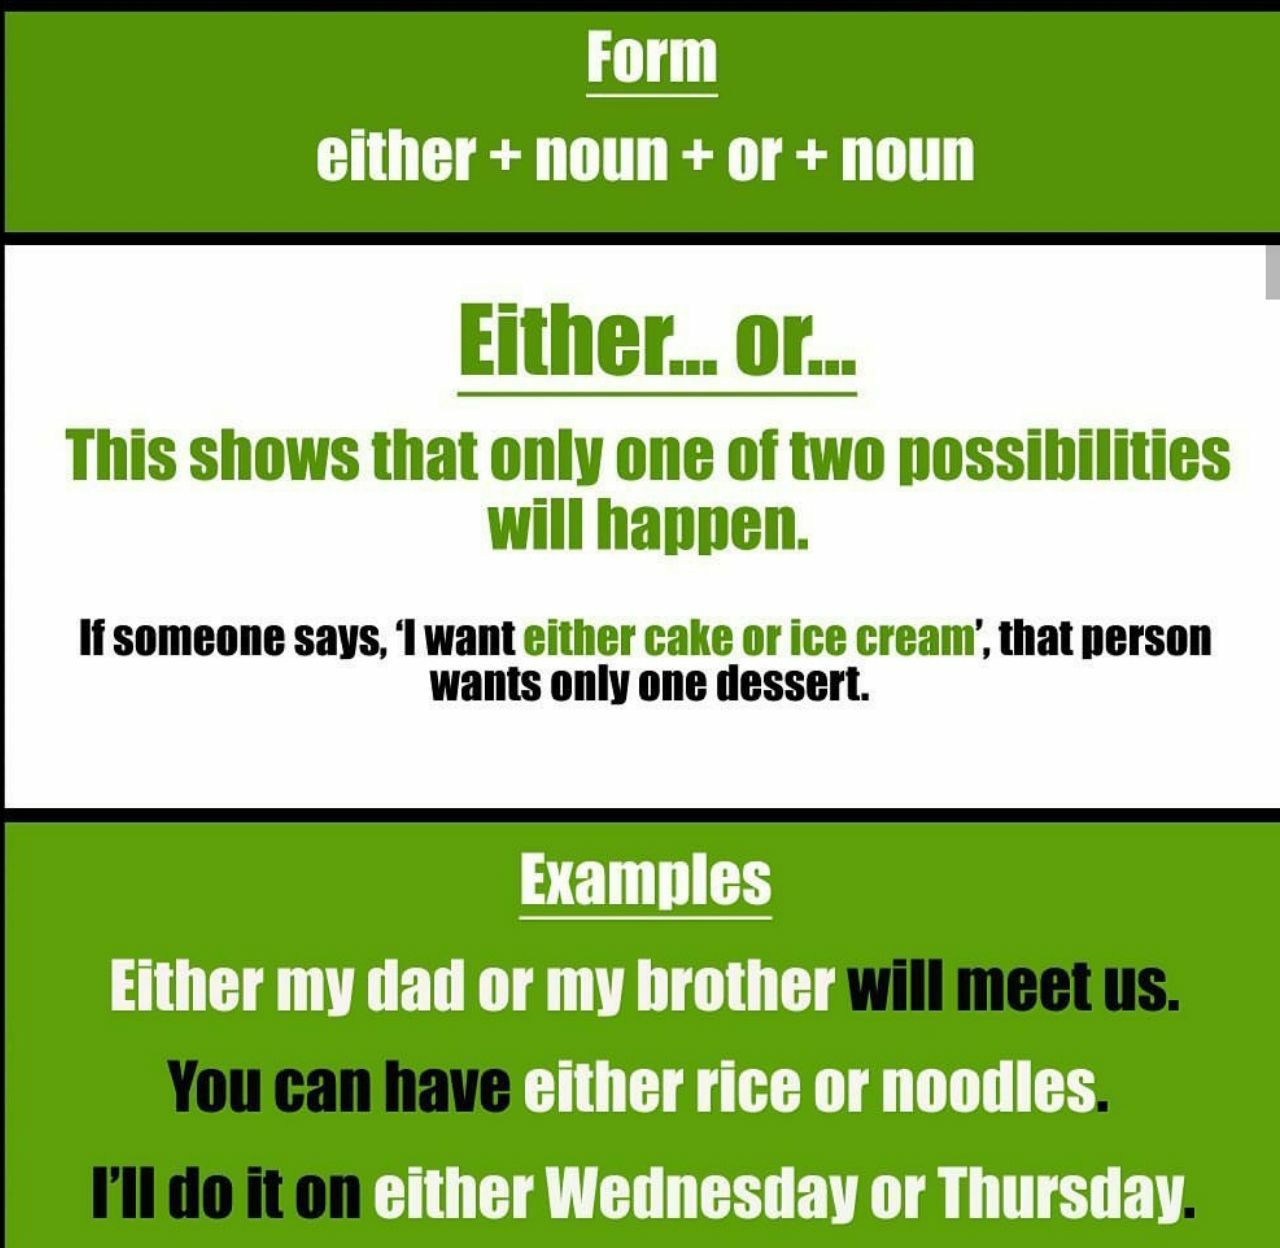 Form
either + noun + or + noun
Either... or...
This shows that only one of two possibilities
will happen.
If someone says, ‘I want either cake or ice cream’, that person
wants only one dessert.
Examples
Either my dad or my brother will meet us.
You can have either rice or noodles.
I’ll do it on either Wednesday or Thursday.